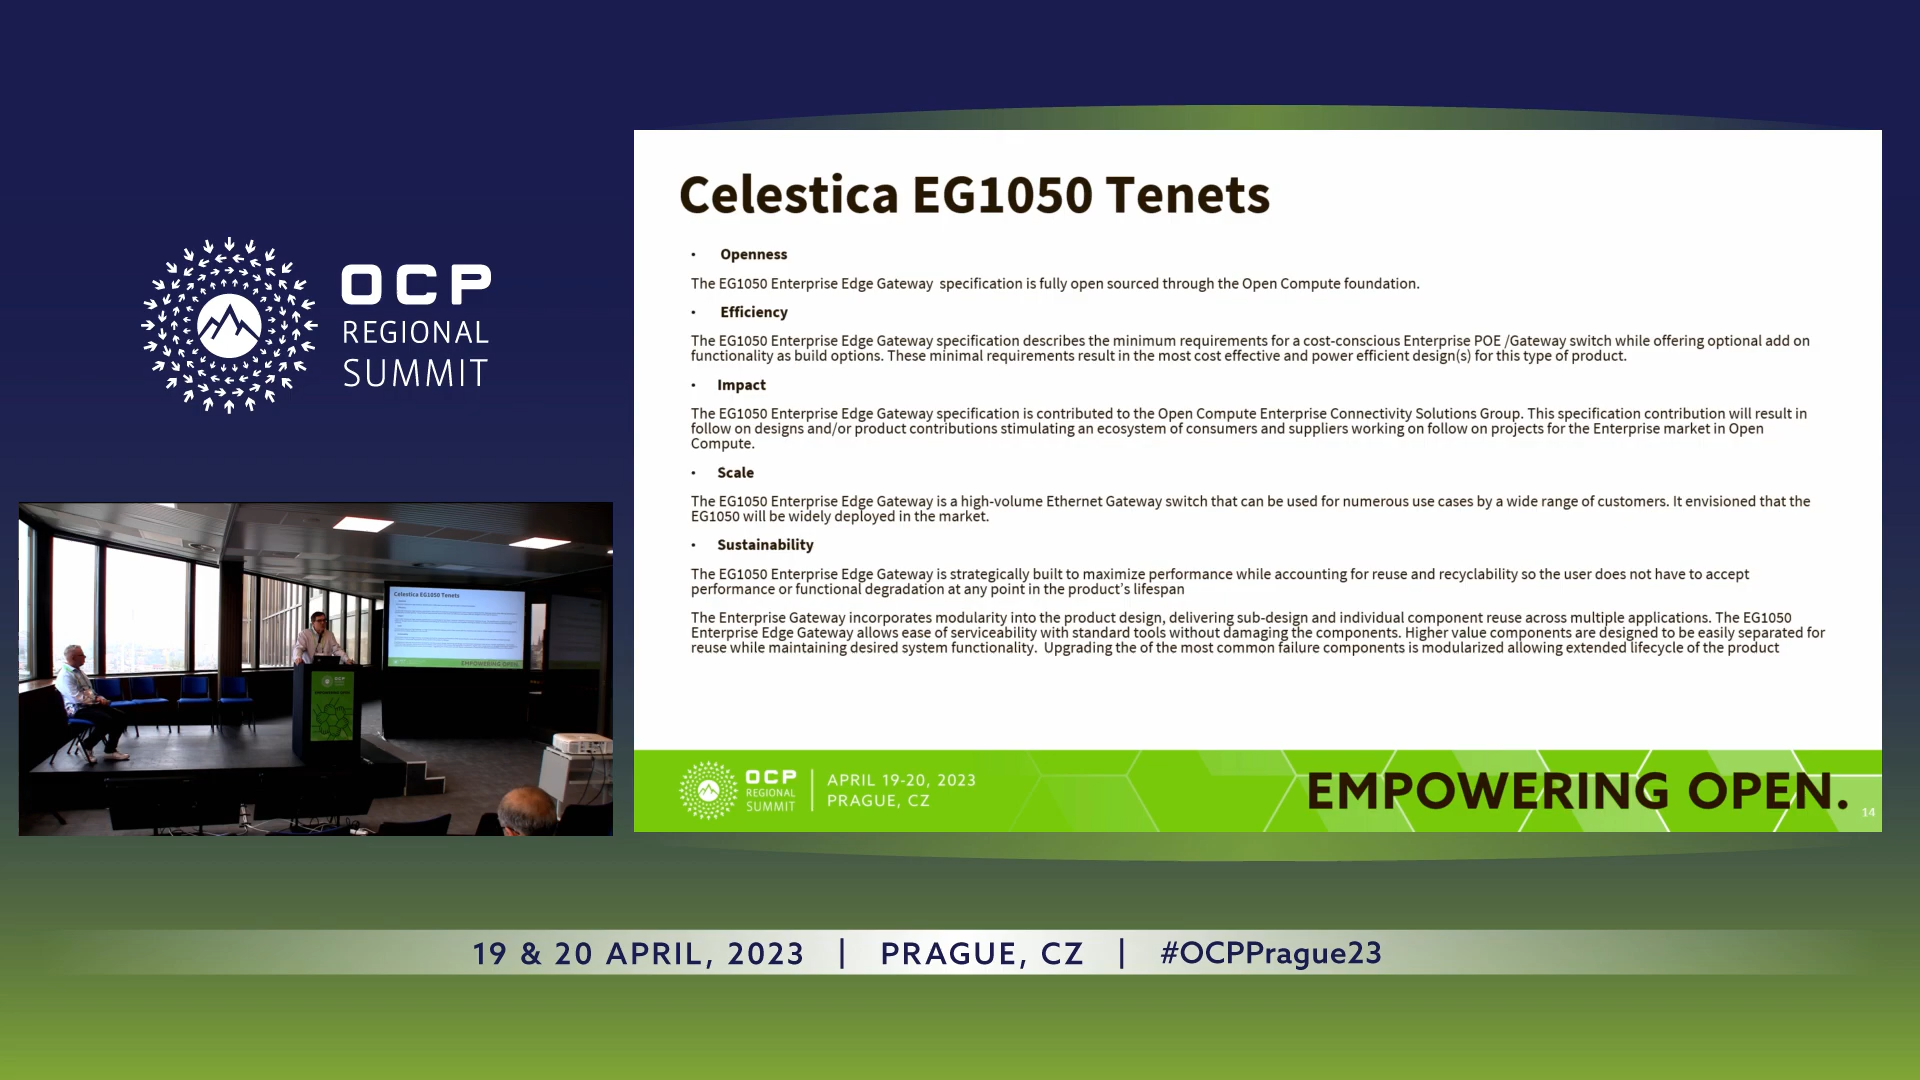 OCP
REGIONAL
SUMMIT
Celestica EG1050 Tenets
• Openness
The EG1050 Enterprise Edge Gateway  specification is fully open sourced through the Open Compute foundation.
• Efficiency
The EG1050 Enterprise Edge Gateway specification describes the minimum requirements for a cost-conscious Enterprise POE /Gateway switch while offering optional add on
functionality as build options. These minimal requirements result in the most cost effective and power efficient design(s) for this type of product.
• Impact
The EG1050 Enterprise Edge Gateway specification is contributed to the Open Compute Enterprise Connectivity Solutions Group. This specification contribution will result in
follow on designs and/or product contributions stimulating an ecosystem of consumers and suppliers working on follow on projects for the Enterprise market in Open
Compute.
• Scale
The EG1050 Enterprise Edge Gateway is a high-volume Ethernet Gateway switch that can be used for numerous use cases by a wide range of customers. It envisioned that the
EG1050 will be widely deployed in the market.
• Sustainability
The EG1050 Enterprise Edge Gateway is strategically built to maximize performance while accounting for reuse and recyclability so the user does not have to accept
performance or functional degradation at any point in the product's lifespan
The Enterprise Gateway incorporates modularity into the product design, delivering sub-design and individual component reuse across multiple applications. The EG1050
Enterprise Edge Gateway allows ease of serviceability with standard tools without damaging the components. Higher value components are designed to be easily separated for
reuse while maintaining desired system functionality.  Upgrading the of the most common failure components is modularized allowing extended lifecycle of the product
OCP
REGIONAL
SUMMIT
APRIL 19-20, 2023
PRAGUE, CZ
EMPOWERING OPEN.
14
Celestica EG1050 Tenets
EMPOWERING OPEN.
19 & 20 APRIL, 2023 | PRAGUE, CZ | #OCPPrague23